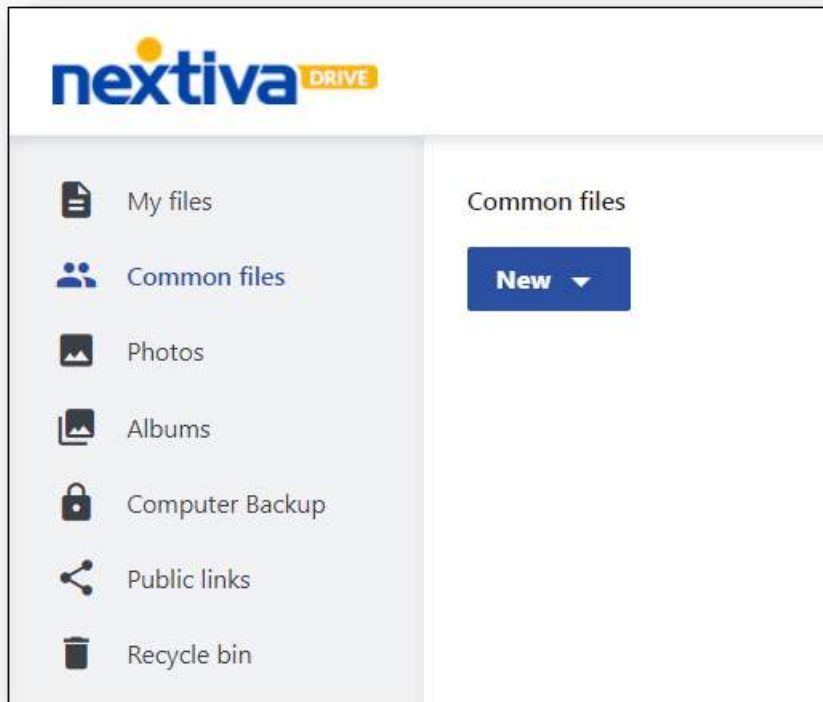 nextiva DRIVE
My files
Common files
Photos
Albums
Computer Backup
Public links
Recycle bin
Common files
New